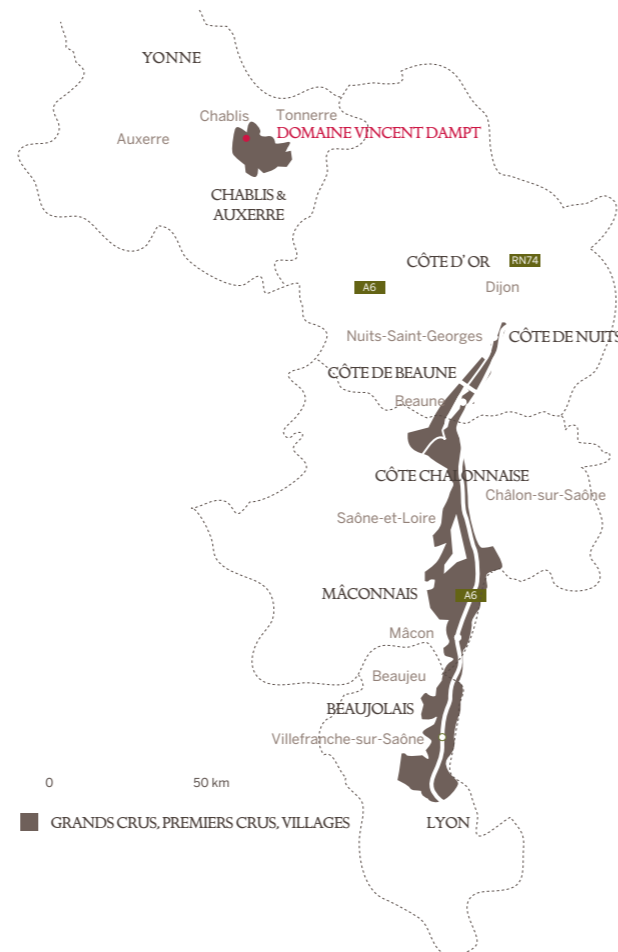 YONNE
Chablis
Tonnerre
DOMAINE VINCENT DAMPT
Auxerre
CHABLIS &
AUXERRE
CÔTE D' OR
RN74
A6
Dijon
Nuits-Saint-Georges
CÔTE DE NUITS
CÔTE DE BEAUNE
Beaune
CÔTE CHALONNAISE
Châlon-sur-Saône
Saône-et-Loire
MÂCONNAIS
A6
Mâcon
Beaujeu
BEAUJOLAIS
Villefranche-sur-Saône
0
50 km
GRANDS CRUS, PREMIERS CRUS, VILLAGES
LYON